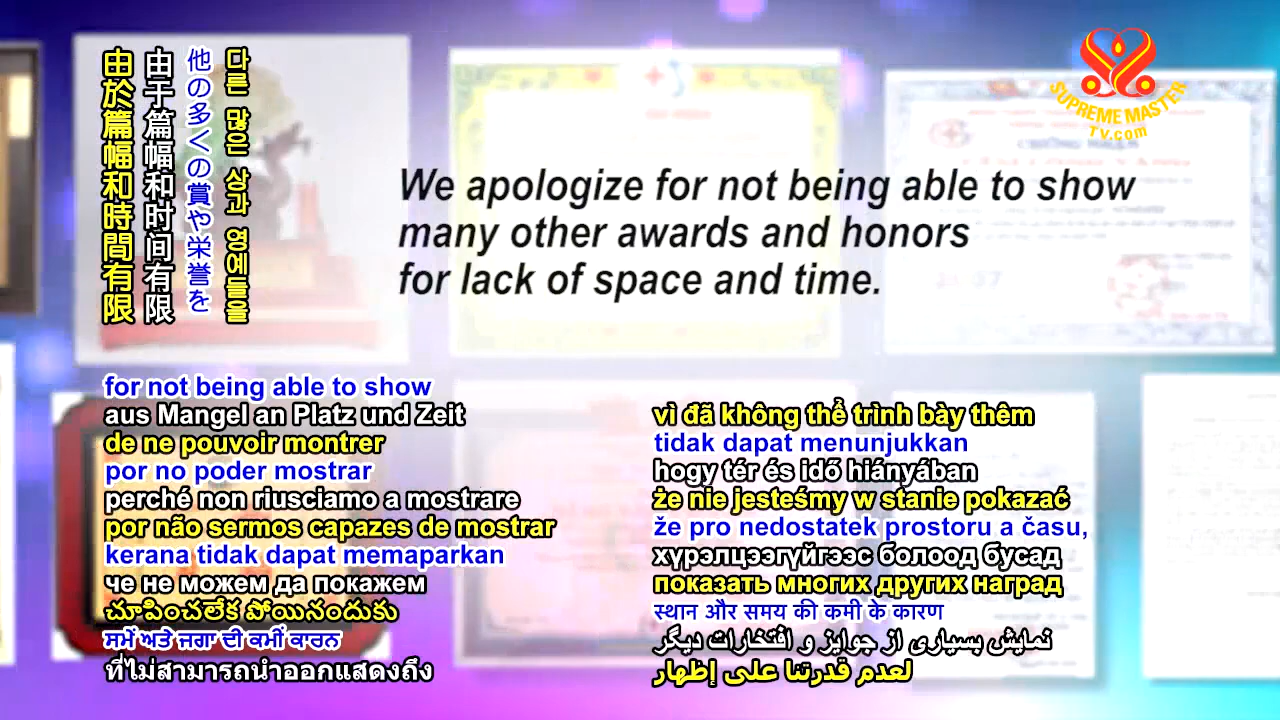 由於篇幅和時間有限
由于篇幅和时间有限
他の多くの賞や栄誉を
다른 많은 상과 영예들을
SUPREME MASTER
TV.com
We apologize for not being able to show
many other awards and honors
for lack of space and time.
for not being able to show
aus Mangel an Platz und Zeit
de ne pouvoir montrer
por no poder mostrar
perché non riusciamo a mostrare
por não sermos capazes de mostrar
kerana tidak dapat memaparkan
че не можем да покажем
చూపించలేక పోయినందుకు
ਸਮੇਂ ਅਤੇ ਜਗਾ ਦੀ ਕਮੀਂ ਕਾਰਨ
ที่ไม่สามารถนำออกแสดงถึง
vì đã không thể trình bày thêm
tidak dapat menunjukkan
hogy tér és idő hiányában
że nie jesteśmy w stanie pokazać
že pro nedostatek prostoru a času,
хүрэлцээгүйгээс болоод бусад
показать многих других наград
स्थान और समय की कमी के कारण
نمایش بسیاری از جوایز و افتخارات دیگر
لعدم قدرتنا على إظهار